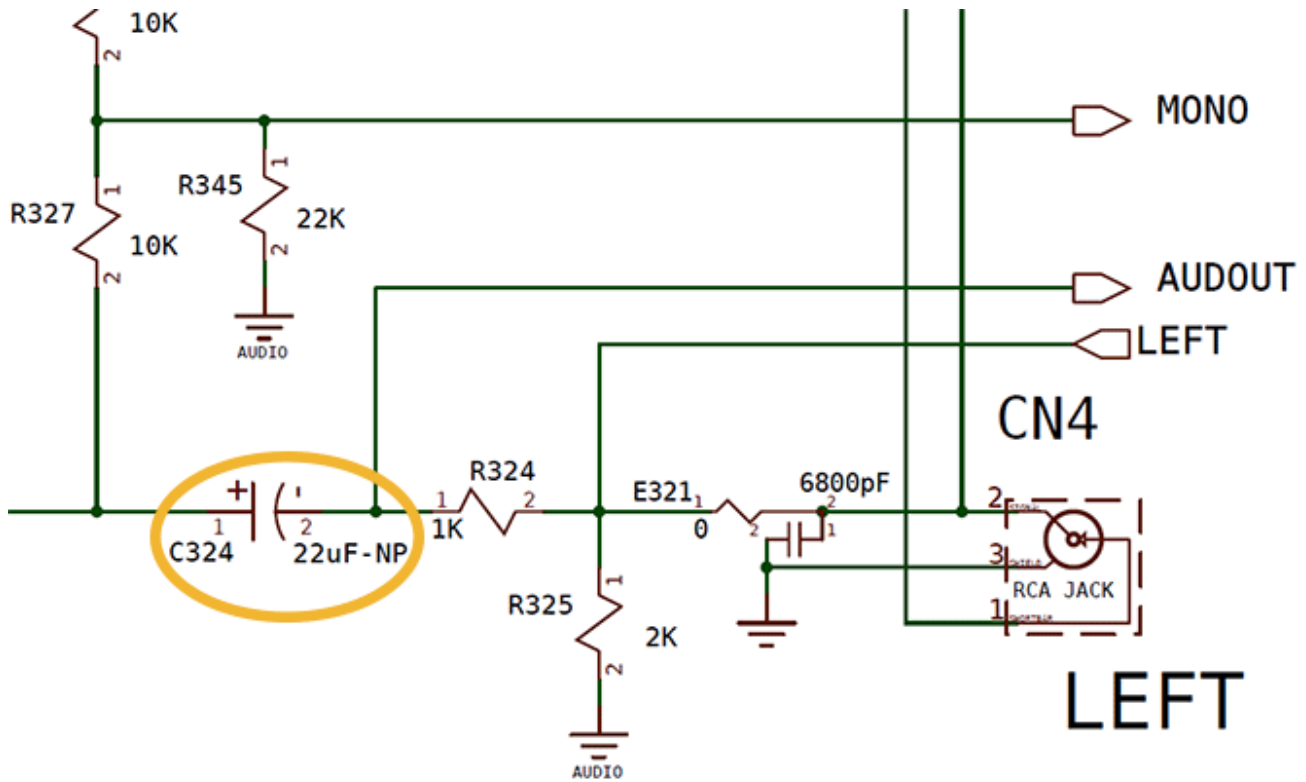 10K
2
MONO
1
1
R345
R327
22K
10K
2
2
AUDOUT
AUDIO
LEFT
CN4
R324
+
-
E321
1
6800pF
2
2
1
2
1
2
C324
22uF-NP
1K
0
2
1
3
SHIELD
1
RCA JACK
R325
1
2K
2
LEFT
AUDIO